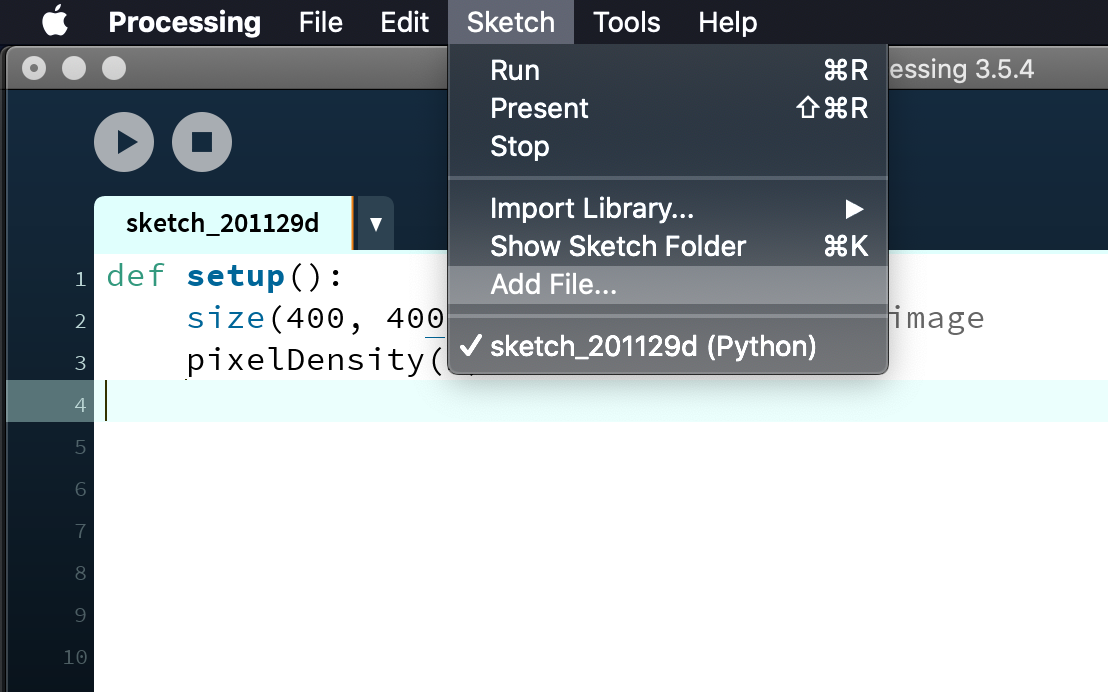 Processing File Edit Sketch Tools Help
essing 3.5.4
Run ⌘R
Present ⇧⌘R
Stop
Import Library...
Show Sketch Folder ⌘K
Add File...
✓ sketch_201129d (Python)
sketch_201129d
1 def setup():
2 size(400, 400 image
3 pixelDensity(
4
5
6
7
8
9
10